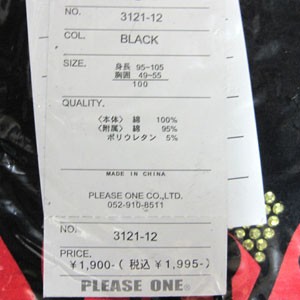 NO. 3121-12
COL. BLACK
SIZE. 身長 95-105
胸囲 49-55
100
QUALITY.
〈本体〉 綿 100%
〈附属〉 綿 95%
ポリウレタン 5%
MADE IN CHINA
PLEASE ONE CO.,LTD.
052-910-8511
NO. 3121-12
PRICE.
¥1,900-(税込 ¥1,995-)
PLEASE ONE®